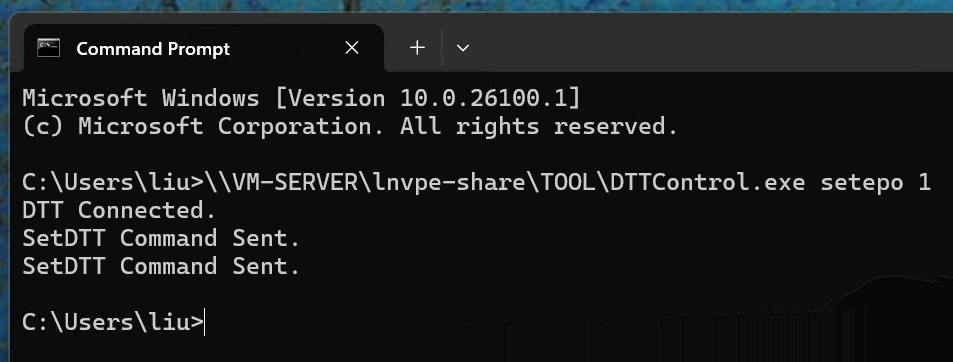 Command Prompt
Microsoft Windows [Version 10.0.26100.1]
(c) Microsoft Corporation. All rights reserved.
C:\Users\liu>\\VM-SERVER\lnvpe-share\TOOL\DTTControl.exe setepo 1
DTT Connected.
SetDTT Command Sent.
SetDTT Command Sent.
C:\Users\liu>